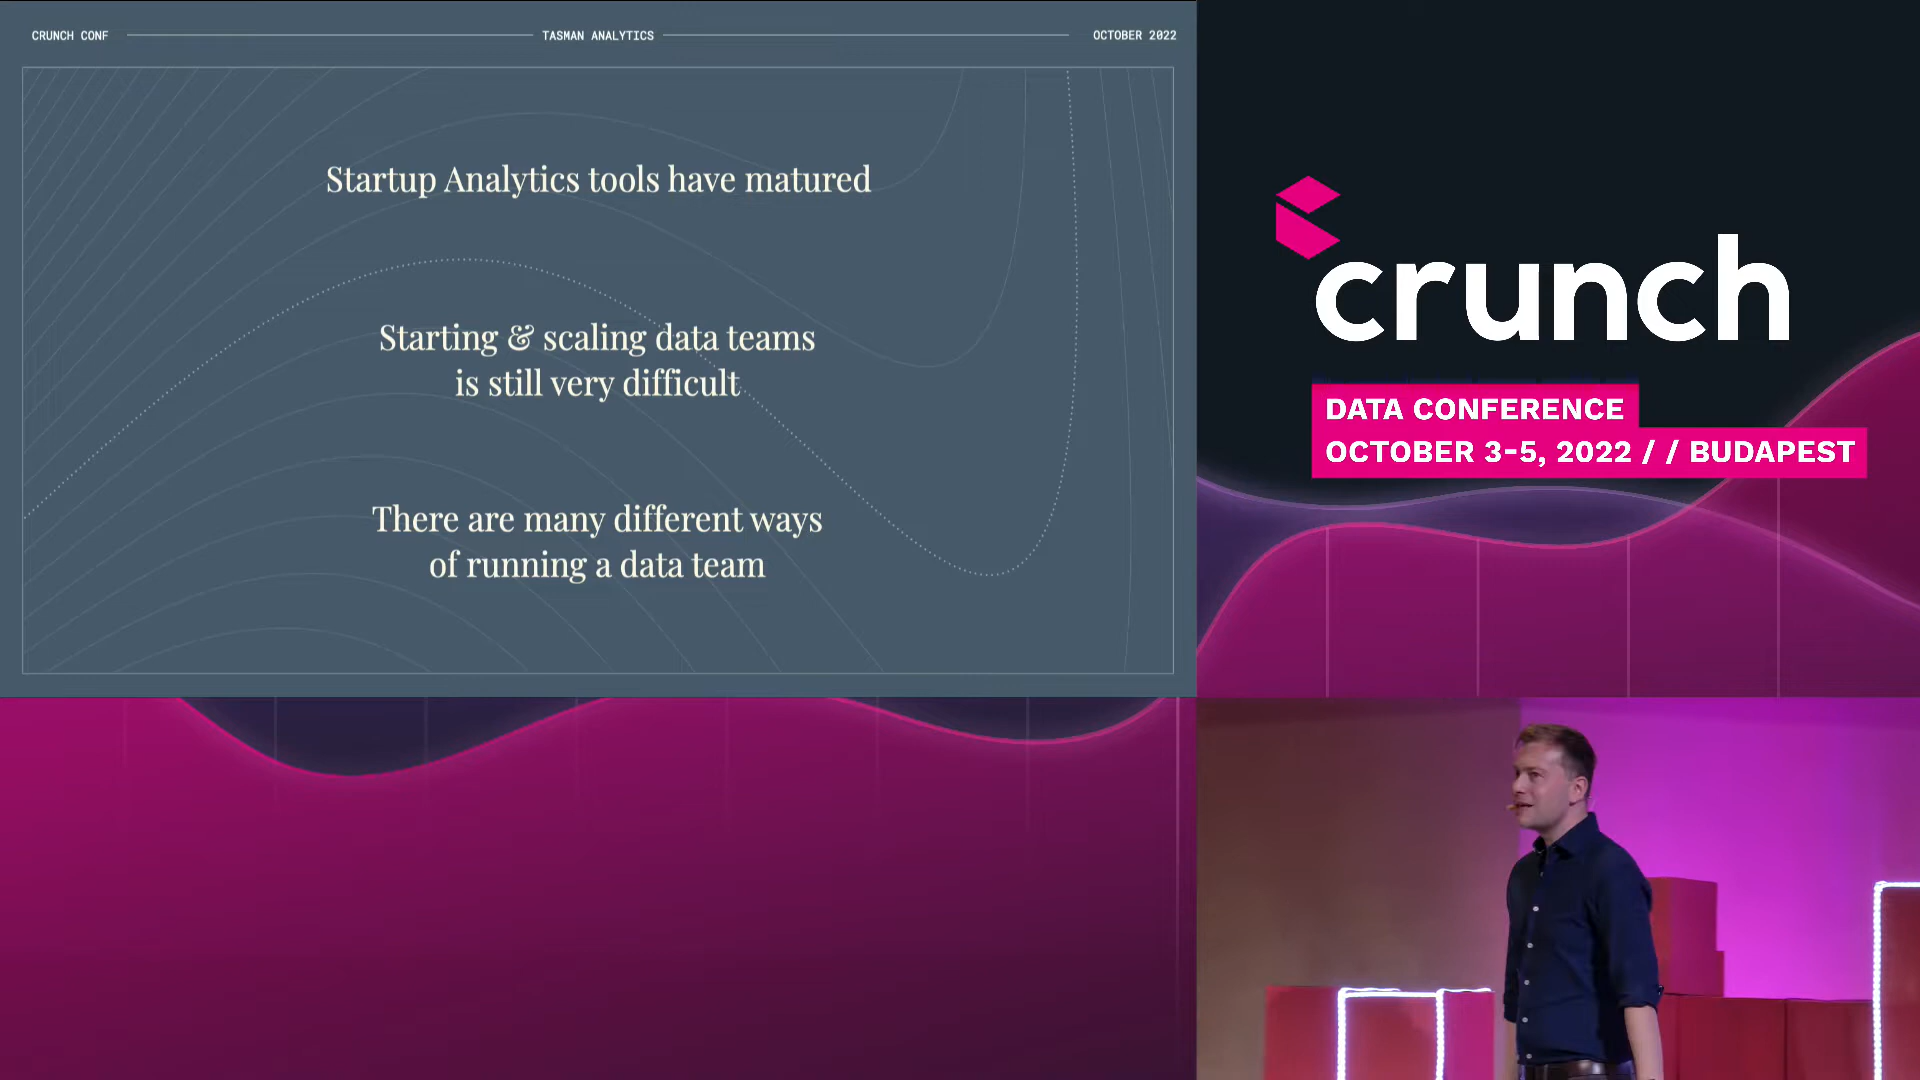 CRUNCH CONF
TASMAN ANALYTICS
OCTOBER 2022
Startup Analytics tools have matured
Starting & scaling data teams
is still very difficult
There are many different ways
of running a data team
crunch
DATA CONFERENCE
OCTOBER 3-5, 2022 // BUDAPEST